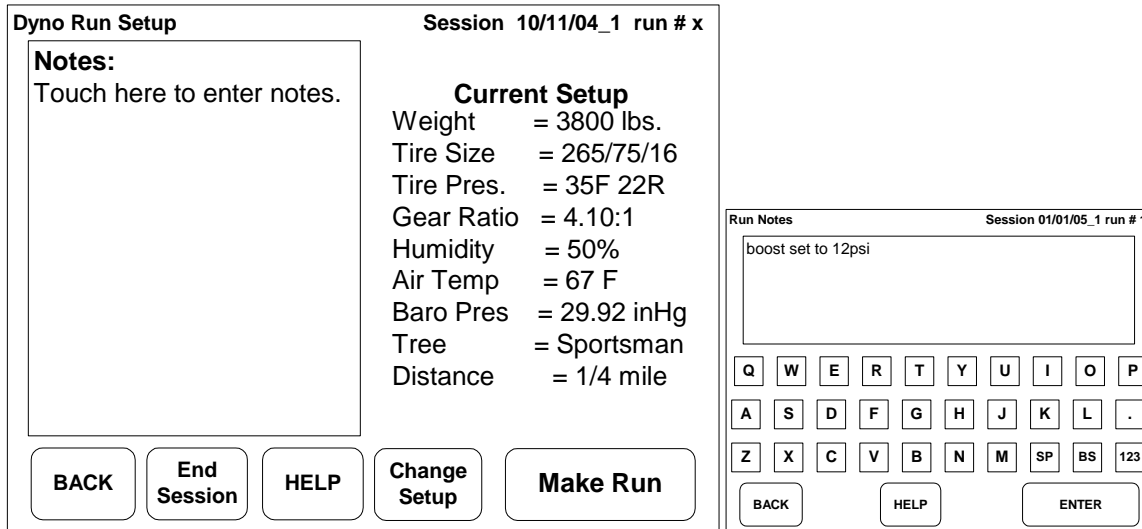 Dyno Run Setup Session 10/11/04_1 run # x
Notes:
Touch here to enter notes.
Current Setup
Weight = 3800 lbs.
Tire Size = 265/75/16
Tire Pres. = 35F 22R
Gear Ratio = 4.10:1
Humidity = 50%
Air Temp = 67 F
Baro Pres = 29.92 inHg
Tree = Sportsman
Distance = 1/4 mile
BACK End Session HELP Change Setup Make Run
Run Notes Session 01/01/05_1 run # 1
boost set to 12psi
Q W E R T Y U I O P
A S D F G H J K L .
Z X C V B N M SP BS 123
BACK HELP ENTER